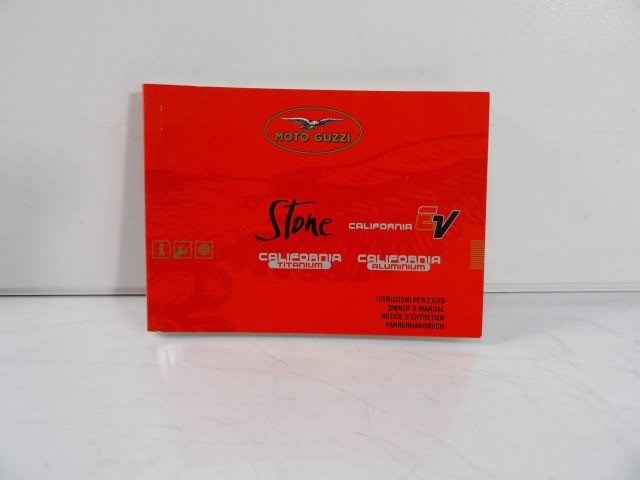 MOTO GUZZI
Stone
CALIFORNIA EV
CALIFORNIA
TITANIUM
CALIFORNIA
ALUMINIUM
ISTRUZIONI PER L'USO
OWNER'S MANUAL
NOTICE D'ENTRETIEN
FAHRERHANDBUCH